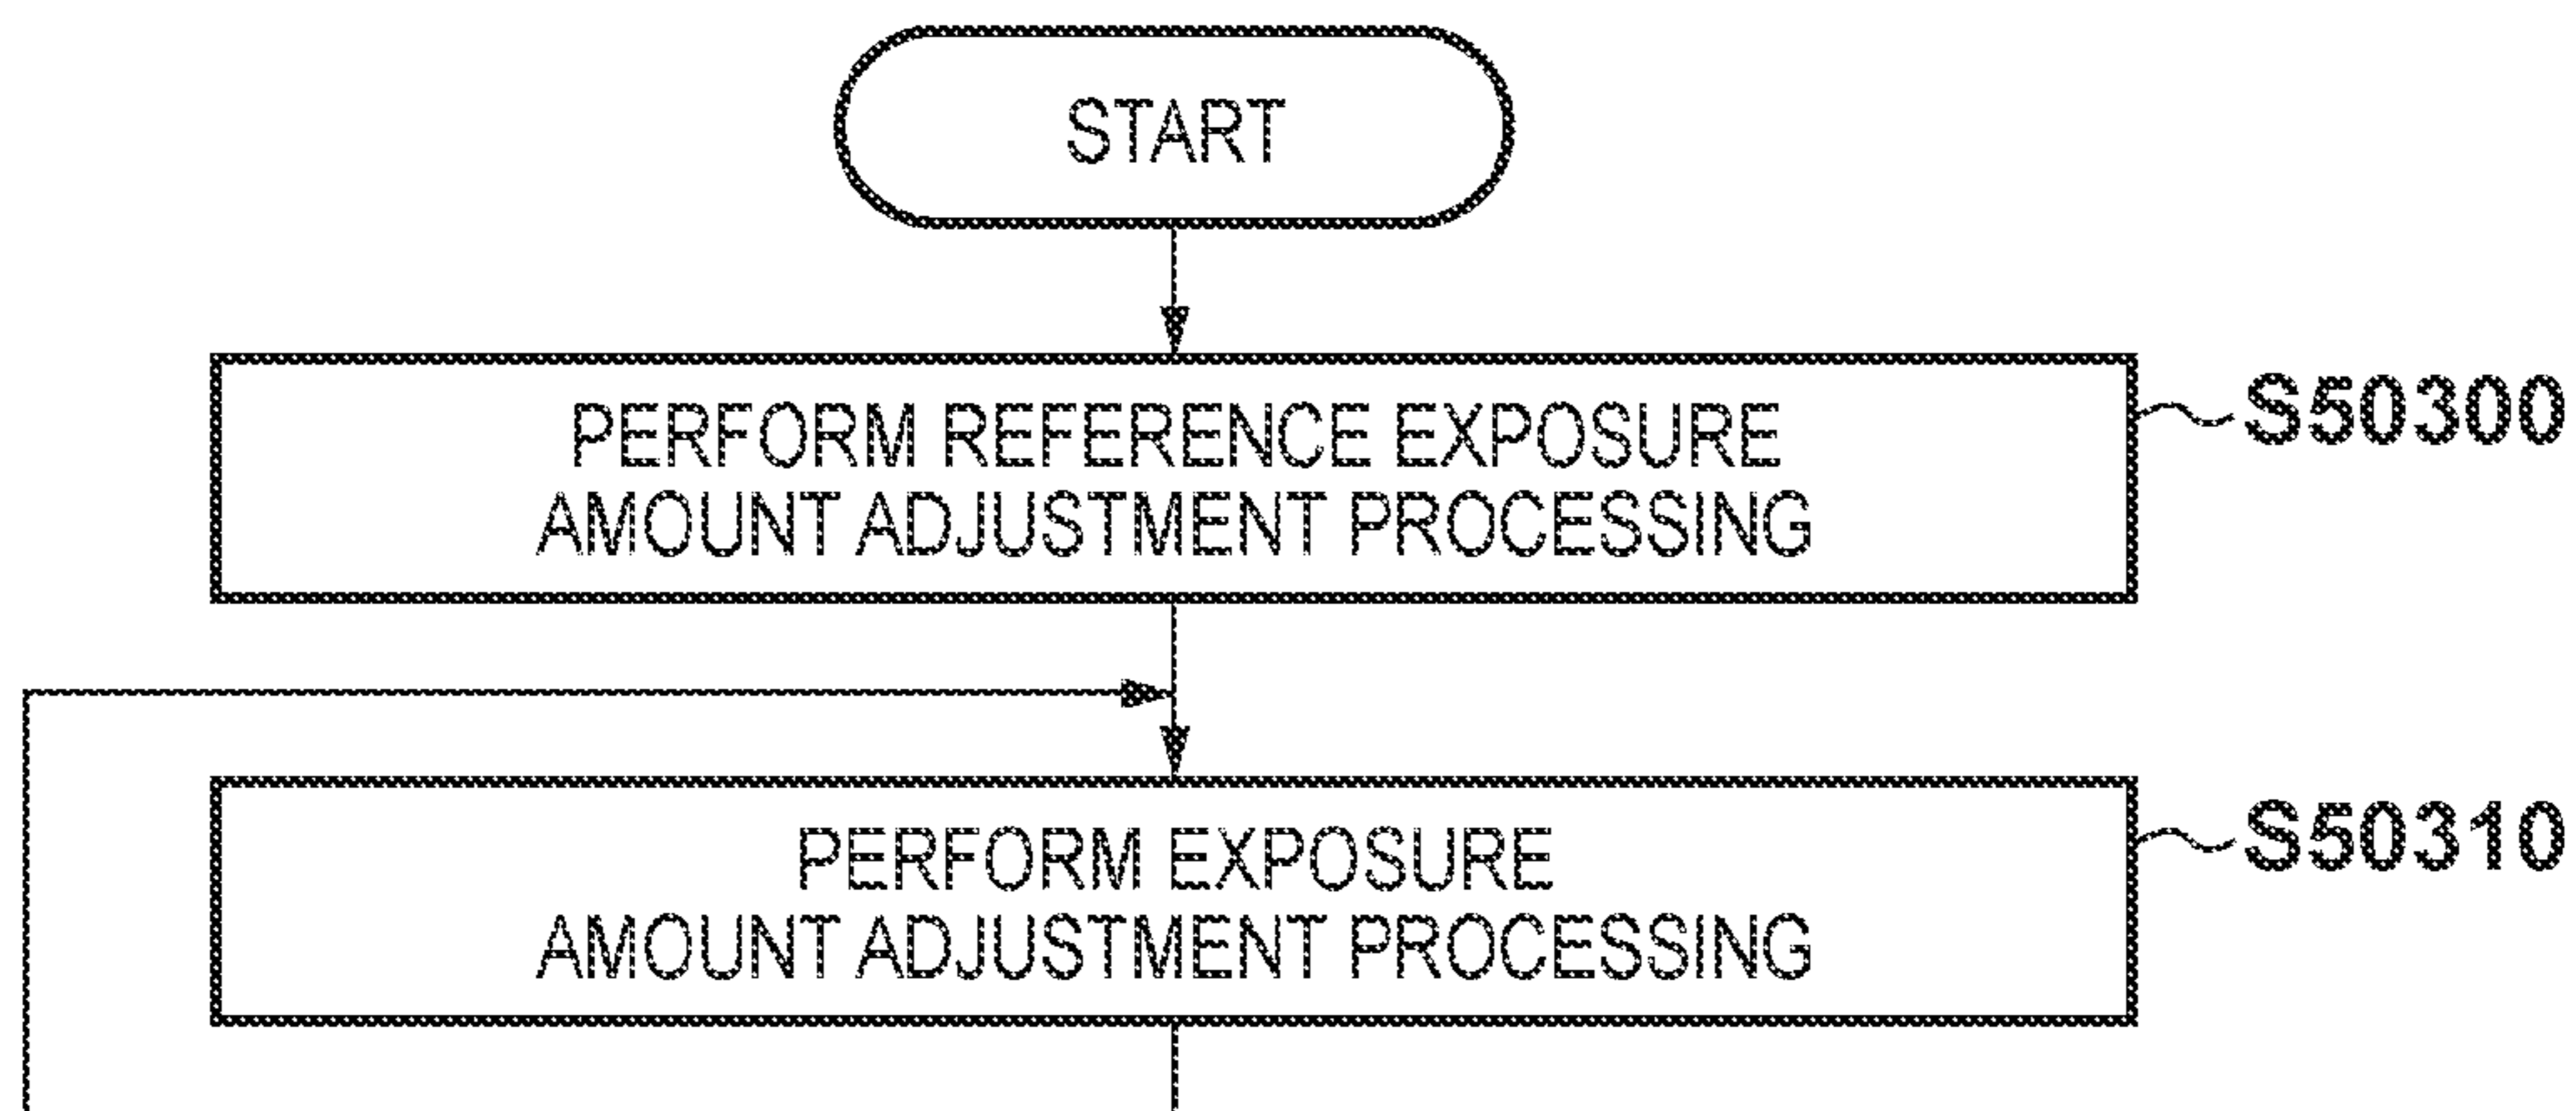 START
PERFORM REFERENCE EXPOSURE
AMOUNT ADJUSTMENT PROCESSING
S50300
PERFORM EXPOSURE
AMOUNT ADJUSTMENT PROCESSING
S50310